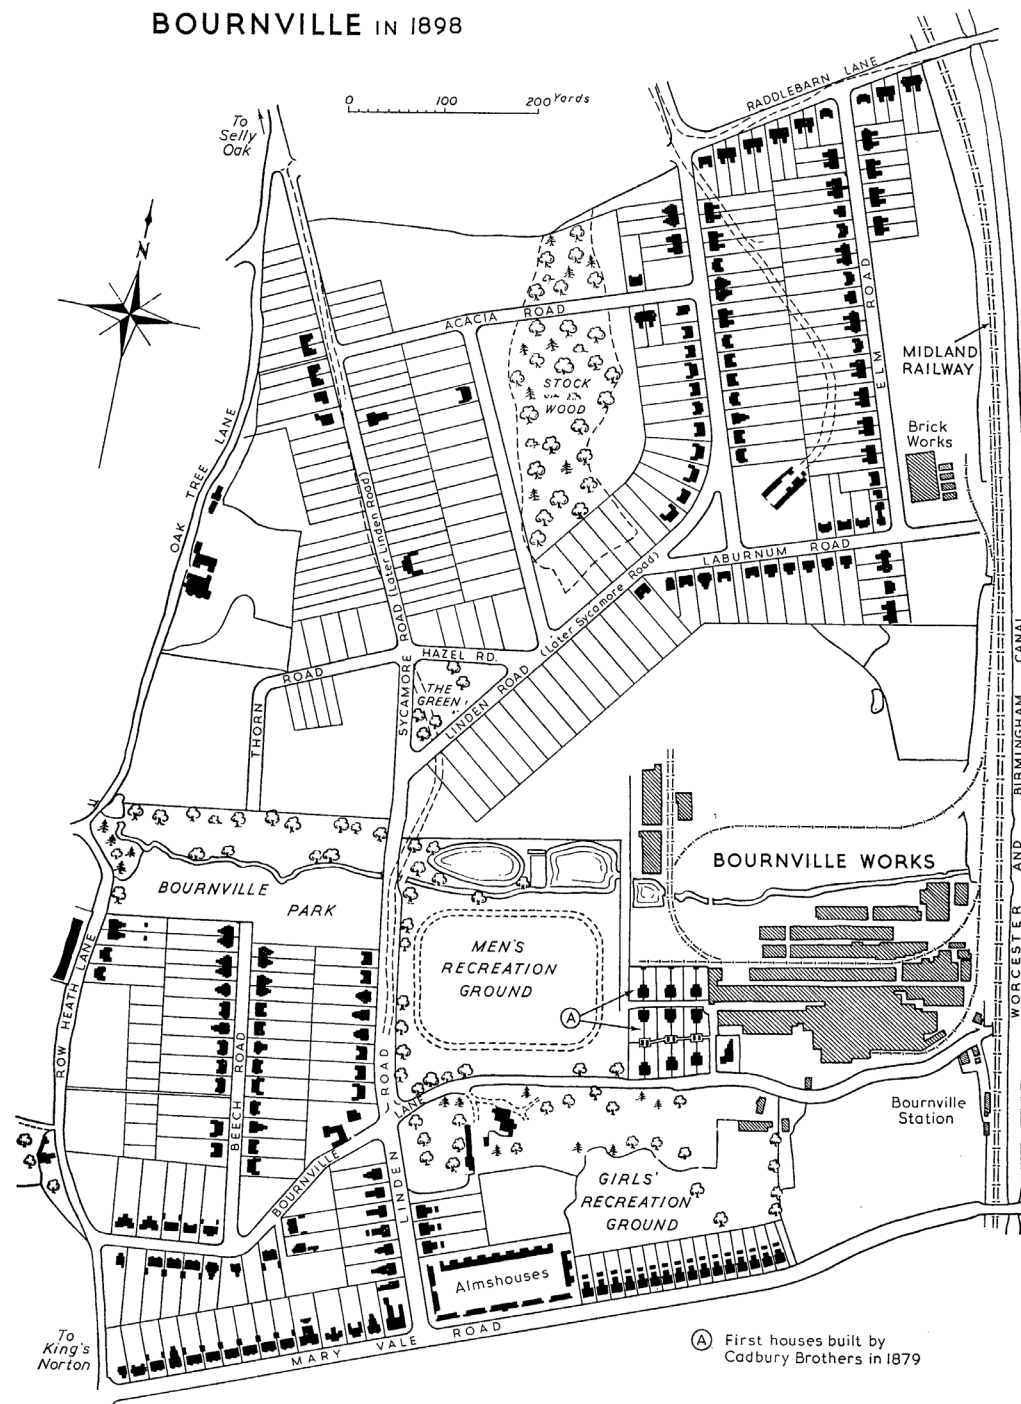 BOURNVILLE IN 1898
0 100 200 Yards
To
Selly
Oak
N
RADDLEBARN LANE
ACACIA ROAD
STOCK
WOOD
ELM ROAD
MIDLAND
RAILWAY
Brick
Works
OAK TREE LANE
SYCAMORE ROAD (Later Linden Road)
LABURNUM ROAD
LINDEN ROAD (Later Sycamore Road)
HAZEL RD.
THE
GREEN
THORN ROAD
WORCESTER AND BIRMINGHAM CANAL
BOURNVILLE WORKS
BOURNVILLE
PARK
MEN'S
RECREATION
GROUND
A
ROW HEATH LANE
BEECH ROAD
LINDEN ROAD
BOURNVILLE LANE
Bournville
Station
GIRLS'
RECREATION
GROUND
Almshouses
To
King's
Norton
MARY VALE ROAD
A First houses built by
Cadbury Brothers in 1879